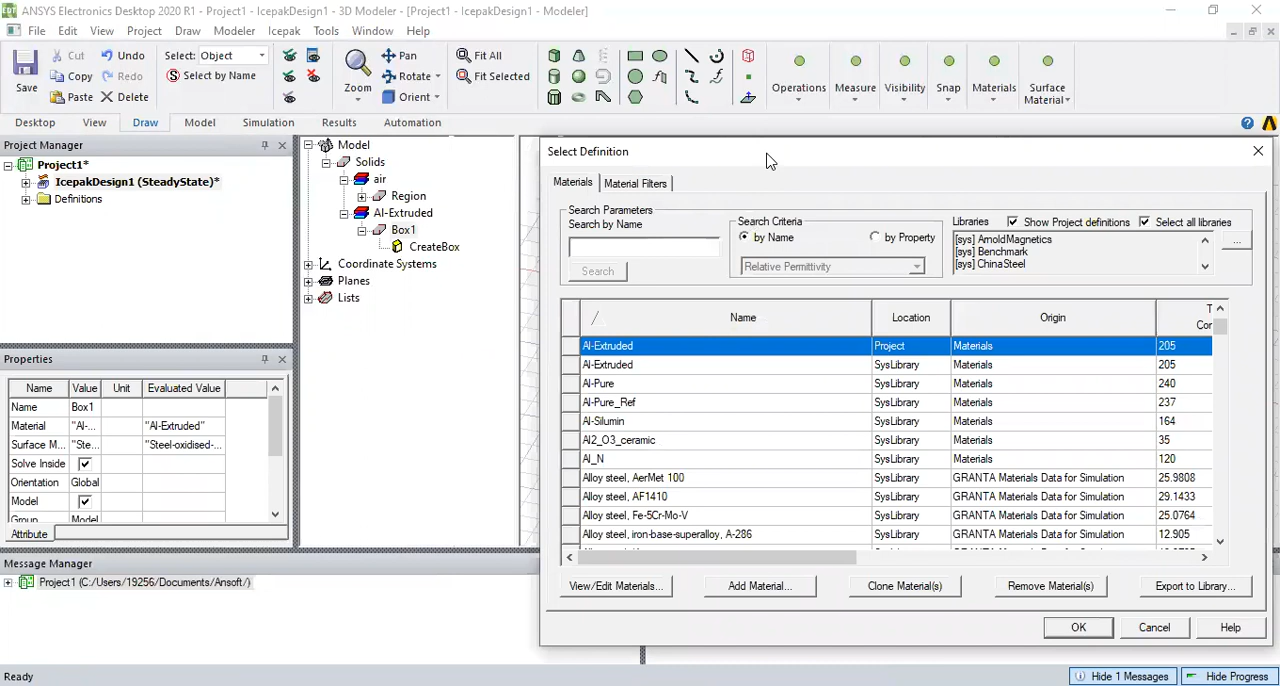 ANSYS Electronics Desktop 2020 R1 - Project1 - IcepakDesign1 - 3D Modeler - [Project1 - IcepakDesign1 - Modeler]
File Edit View Project Draw Modeler Icepak Tools Window Help
Save
Cut
Copy
Paste
Undo
Redo
Delete
Select: Object
Select by Name
Zoom
Pan
Rotate
Orient
Fit All
Fit Selected
Operations
Measure
Visibility
Snap
Materials
Surface
Material
Desktop View Draw Model Simulation Results Automation
Project Manager
Project1*
IcepakDesign1 (SteadyState)*
Definitions
Model
Solids
air
Region
Al-Extruded
Box1
CreateBox
Coordinate Systems
Planes
Lists
Properties
Name Value Unit Evaluated Value
Name Box1
Material "Al-... "Al-Extruded"
Surface M... "Ste... "Steel-oxidised-...
Solve Inside
Orientation Global
Model
Group Model
Attribute
Select Definition
Materials Material Filters
Search Parameters
Search by Name
Search
Search Criteria
by Name by Property
Relative Permittivity
Libraries Show Project definitions Select all libraries
[sys] ArnoldMagnetics
[sys] Benchmark
[sys] ChinaSteel
...
Name Location Origin T
Cor
Al-Extruded Project Materials 205
Al-Extruded SysLibrary Materials 205
Al-Pure SysLibrary Materials 240
Al-Pure_Ref SysLibrary Materials 237
Al-Silumin SysLibrary Materials 164
Al2_O3_ceramic SysLibrary Materials 35
Al_N SysLibrary Materials 120
Alloy steel, AerMet 100 SysLibrary GRANTA Materials Data for Simulation 25.9808
Alloy steel, AF1410 SysLibrary GRANTA Materials Data for Simulation 29.1433
Alloy steel, Fe-5Cr-Mo-V SysLibrary GRANTA Materials Data for Simulation 25.0764
Alloy steel, iron-base-superalloy, A-286 SysLibrary GRANTA Materials Data for Simulation 12.905
View/Edit Materials... Add Material... Clone Material(s) Remove Material(s) Export to Library...
OK Cancel Help
Message Manager
Project1 (C:/Users/19256/Documents/Ansoft/)
Ready
Hide 1 Messages Hide Progress